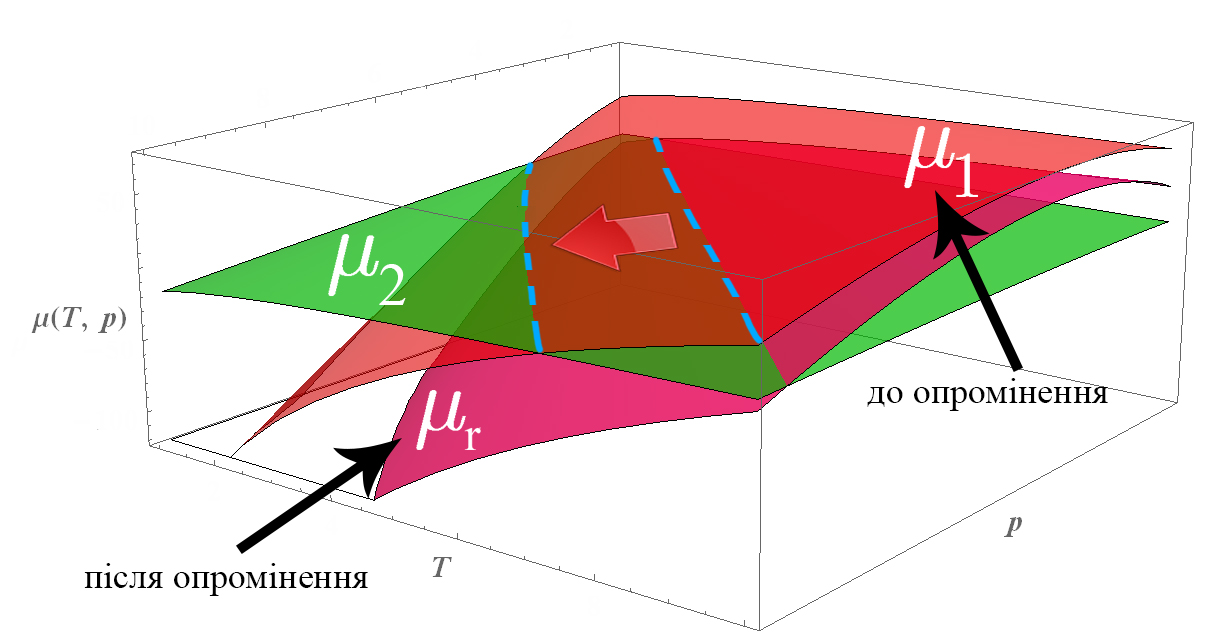 μ1
μ2
μ(T, p)
до опромінення
μr
p
T
після опромінення